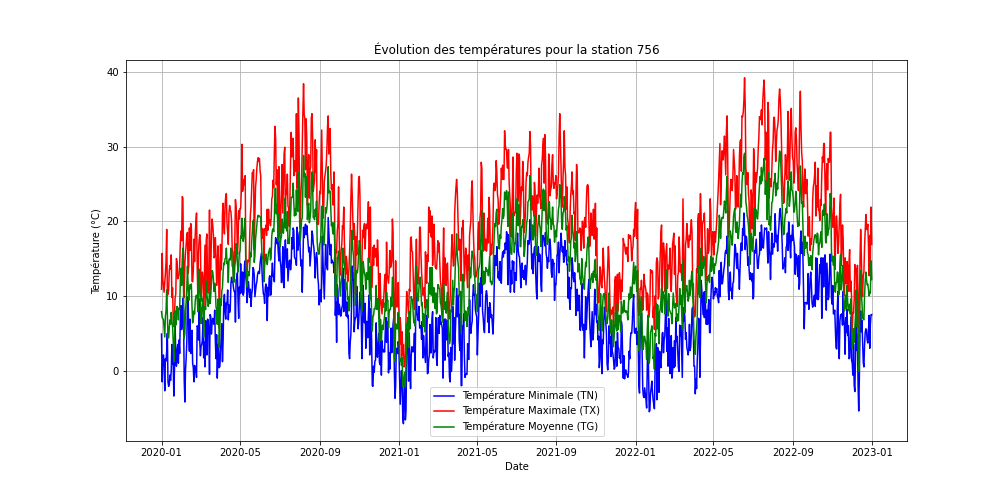 Évolution des températures pour la station 756
40
30
20
10
0
Température (°C)
2020-01 2020-05 2020-09 2021-01 2021-05 2021-09 2022-01 2022-05 2022-09 2023-01
Date
Température Minimale (TN)
Température Maximale (TX)
Température Moyenne (TG)